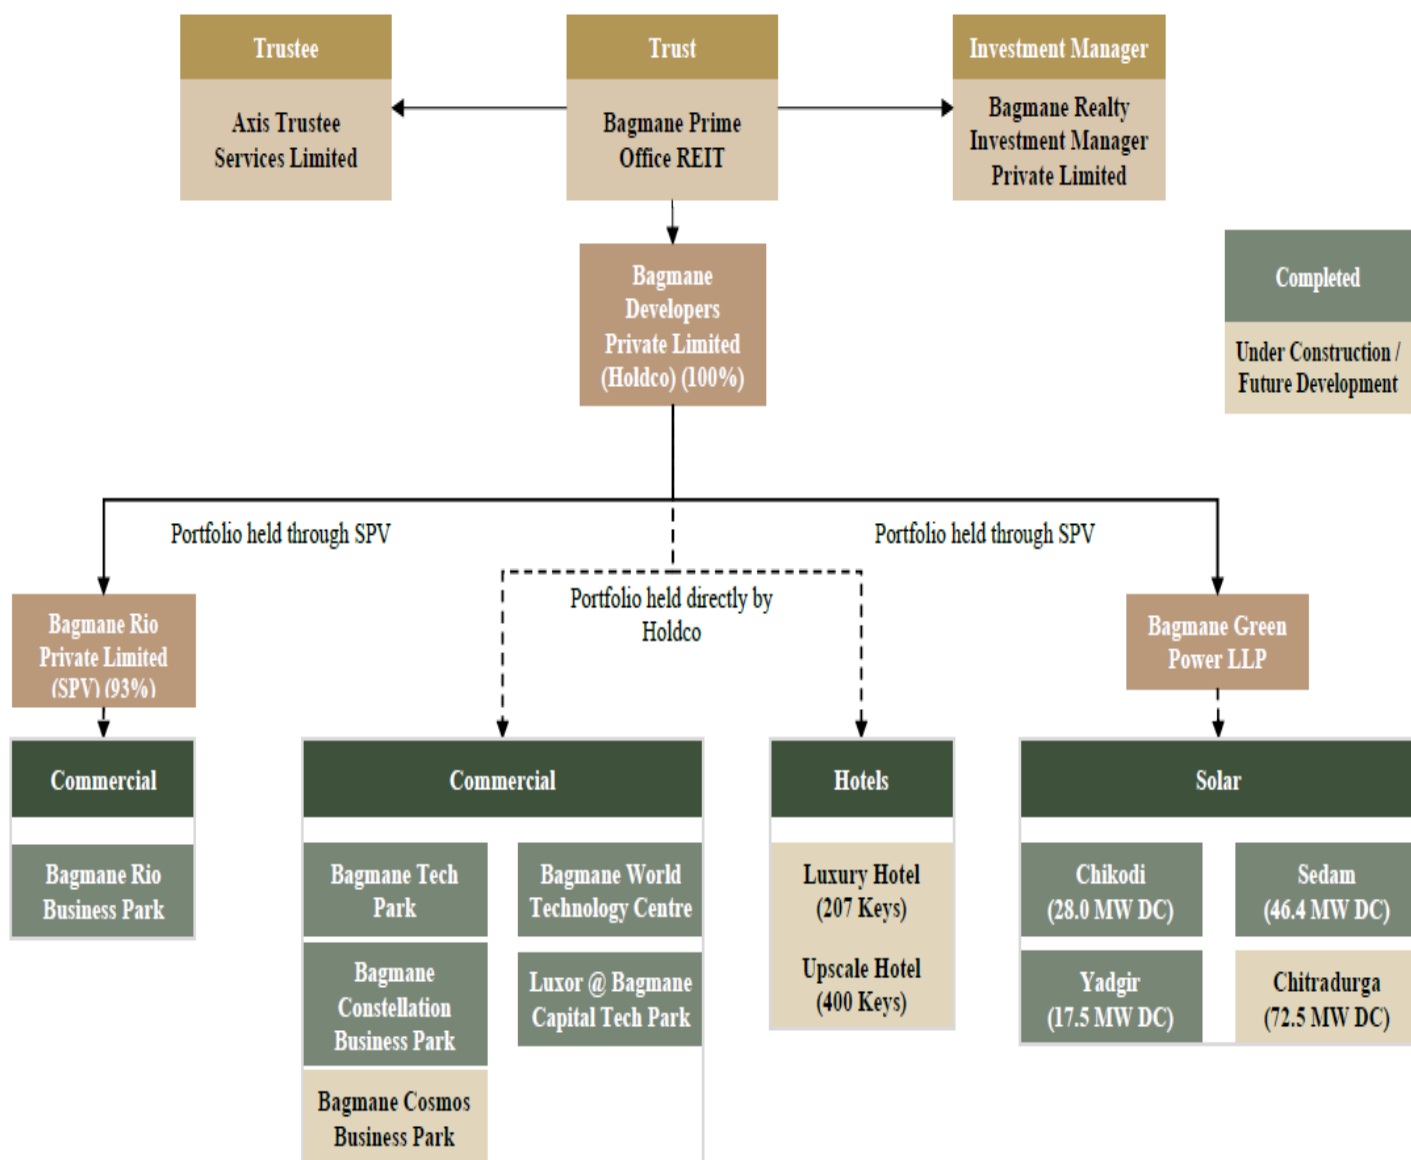 Trustee
Axis Trustee
Services Limited
Trust
Bagmane Prime
Office REIT
Investment Manager
Bagmane Realty
Investment Manager
Private Limited
Bagmane
Developers
Private Limited
(Holdco) (100%)
Completed
Under Construction /
Future Development
Portfolio held through SPV
Portfolio held through SPV
Portfolio held directly by
Holdco
Bagmane Rio
Private Limited
(SPV) (93%)
Bagmane Green
Power LLP
Commercial
Bagmane Rio
Business Park
Commercial
Bagmane Tech
Park
Bagmane World
Technology Centre
Bagmane
Constellation
Business Park
Luxor @ Bagmane
Capital Tech Park
Bagmane Cosmos
Business Park
Hotels
Luxury Hotel
(207 Keys)
Upscale Hotel
(400 Keys)
Solar
Chikodi
(28.0 MW DC)
Sedam
(46.4 MW DC)
Yadgir
(17.5 MW DC)
Chitradurga
(72.5 MW DC)